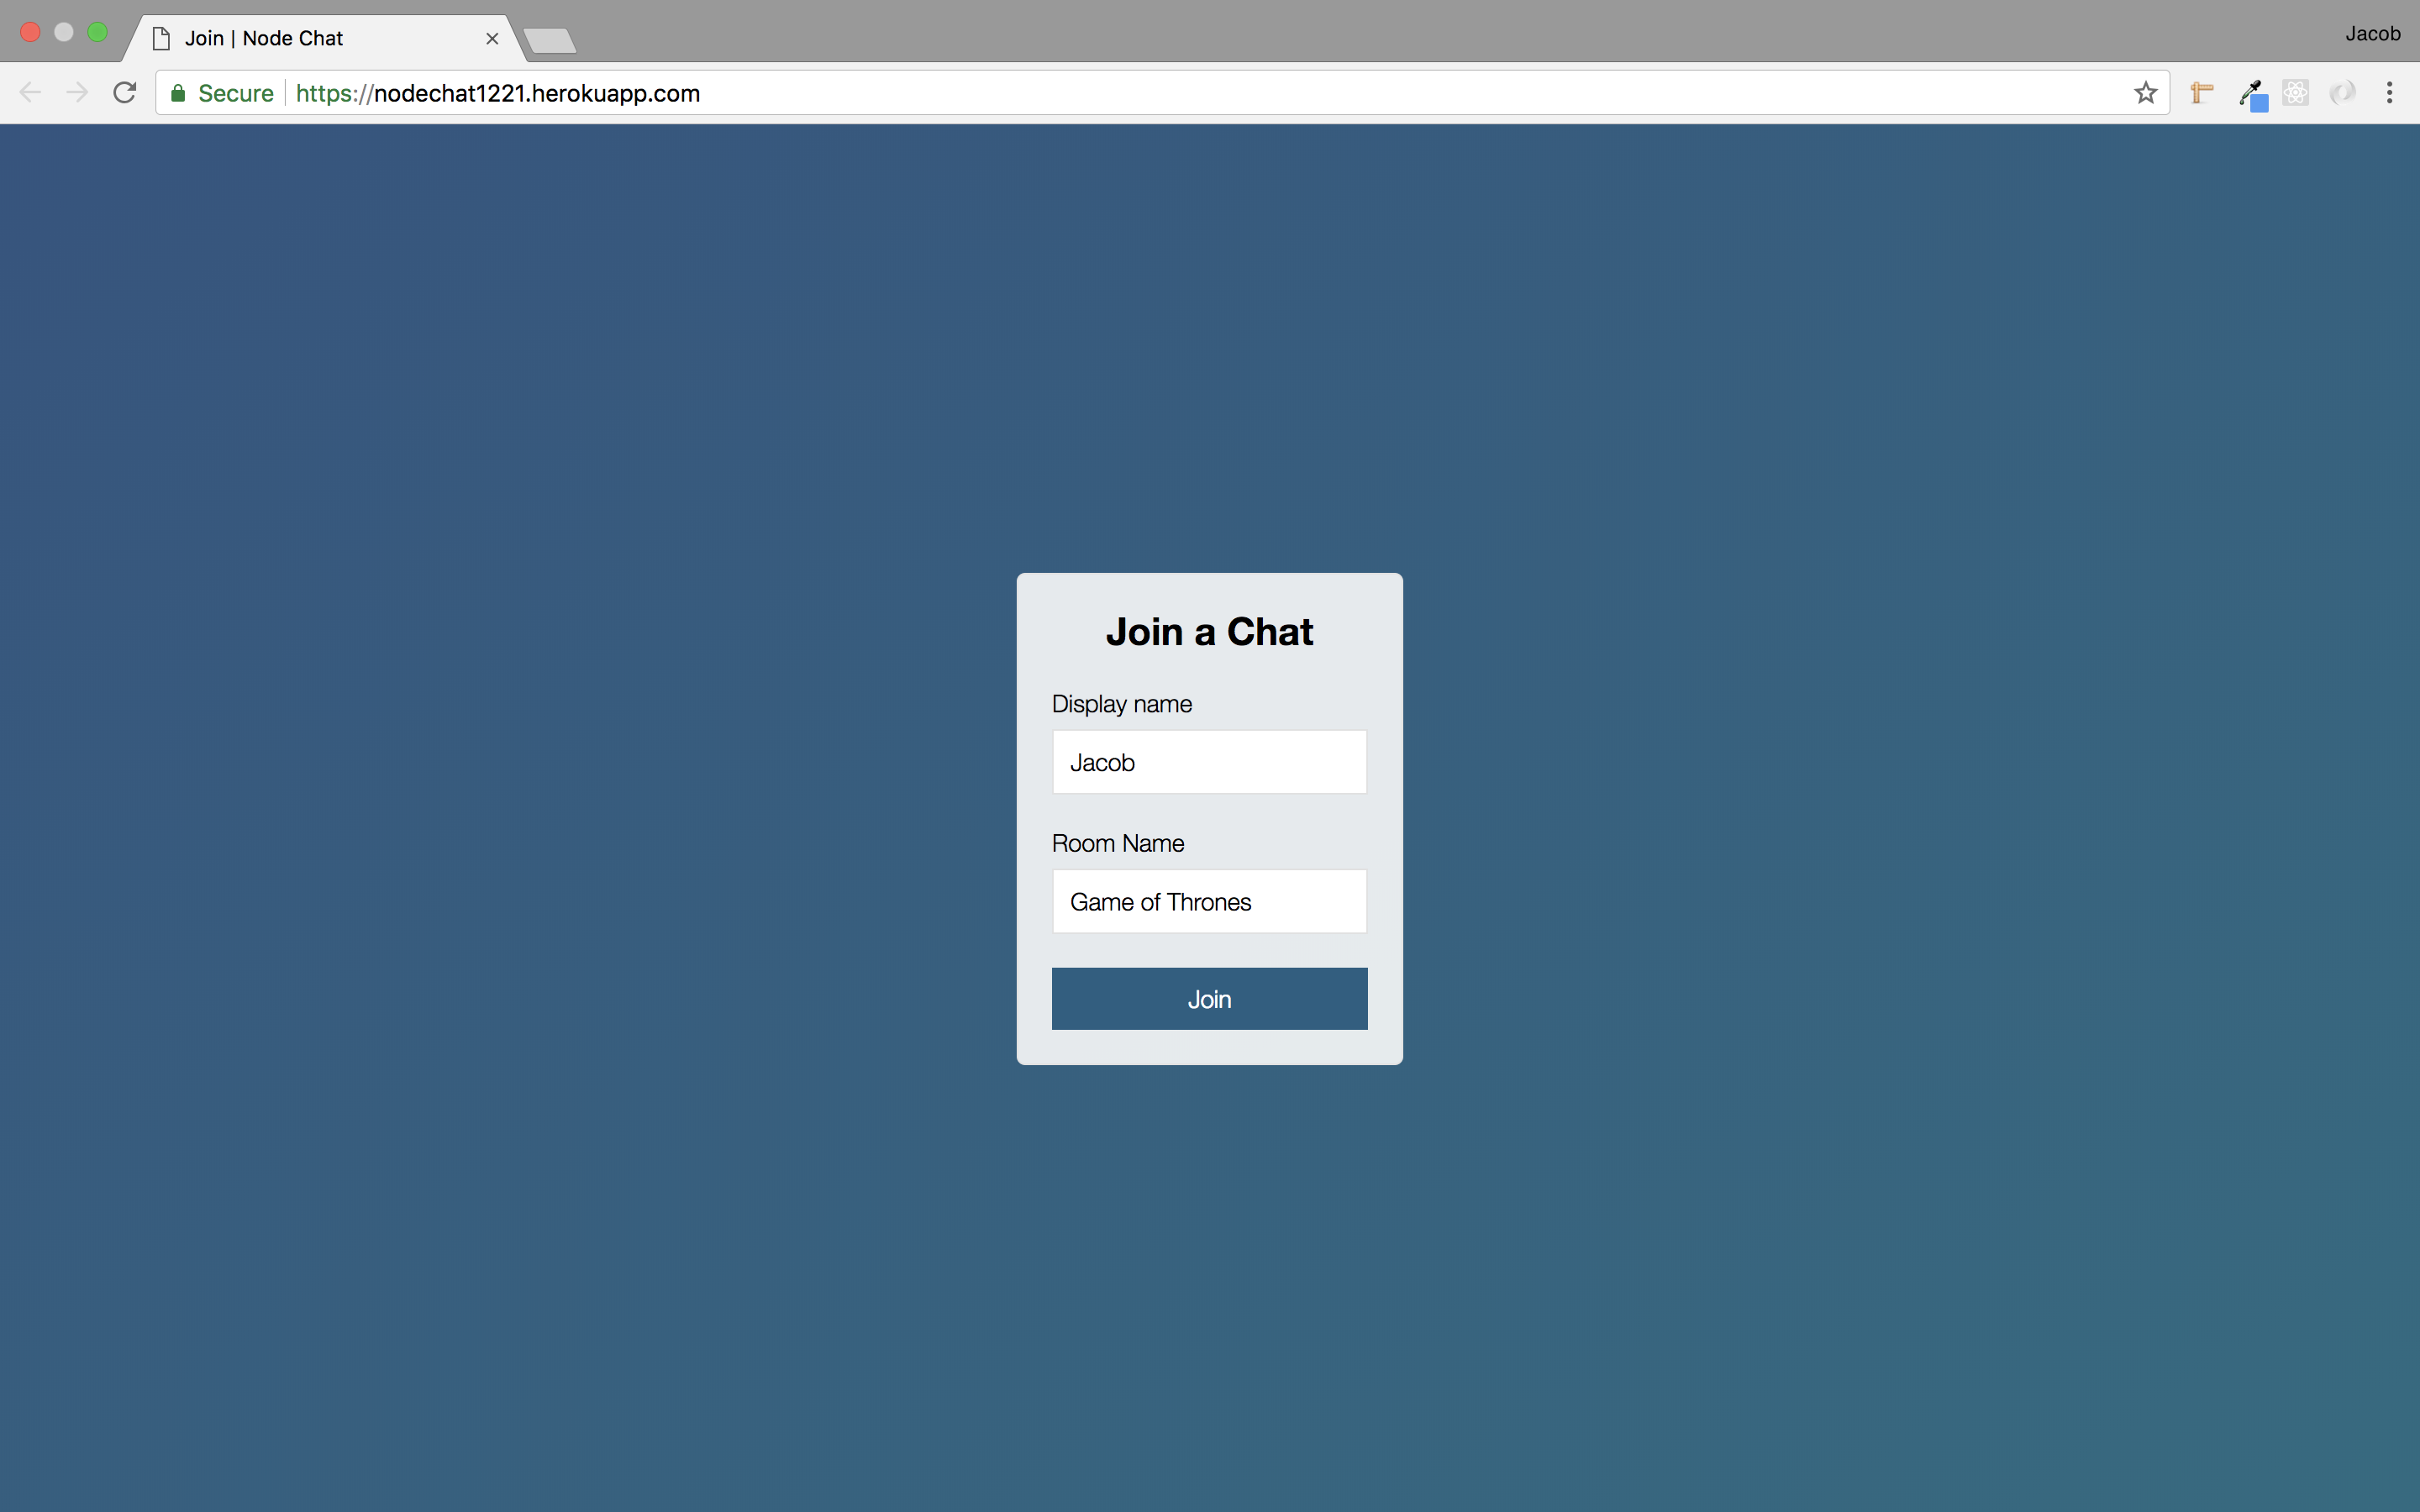 Join | Node Chat
Jacob
Secure
https://nodechat1221.herokuapp.com
Join a Chat
Display name
Jacob
Room Name
Game of Thrones
Join